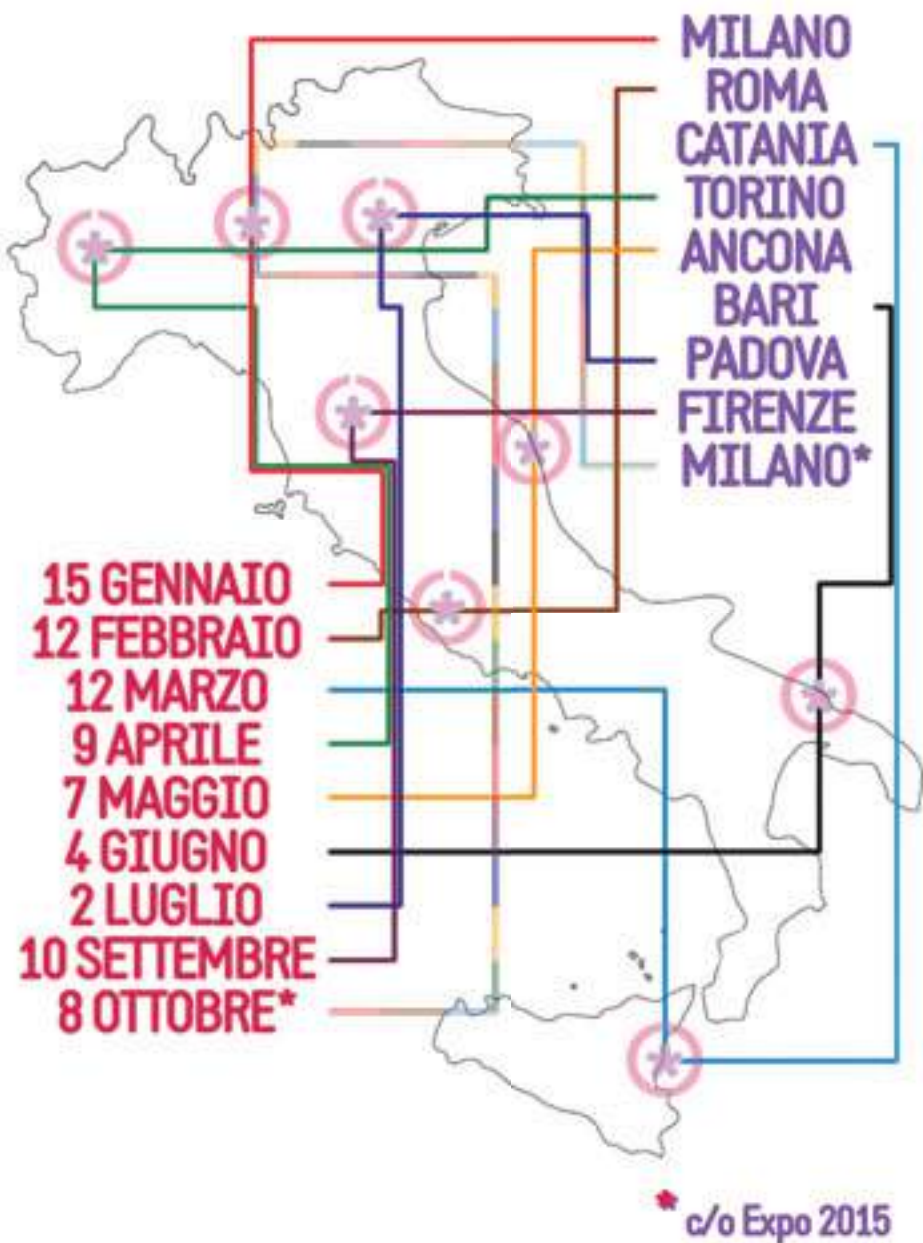 MILANO
ROMA
CATANIA
TORINO
ANCONA
BARI
PADOVA
FIRENZE
MILANO*
15 GENNAIO
12 FEBBRAIO
12 MARZO
9 APRILE
7 MAGGIO
4 GIUGNO
2 LUGLIO
10 SETTEMBRE
8 OTTOBRE*
* c/o Expo 2015